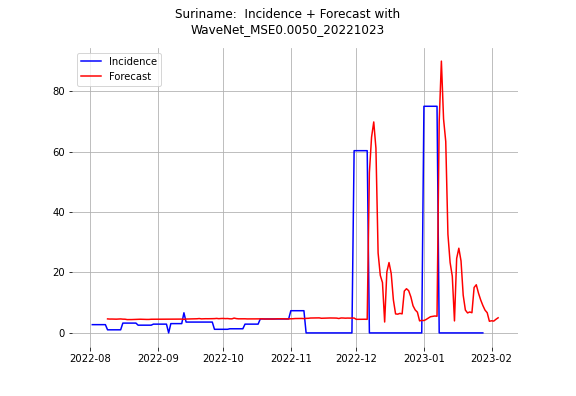 Suriname:  Incidence + Forecast with
WaveNet_MSE0.0050_20221023
Incidence
Forecast
80
60
40
20
0
2022-08 2022-09 2022-10 2022-11 2022-12 2023-01 2023-02